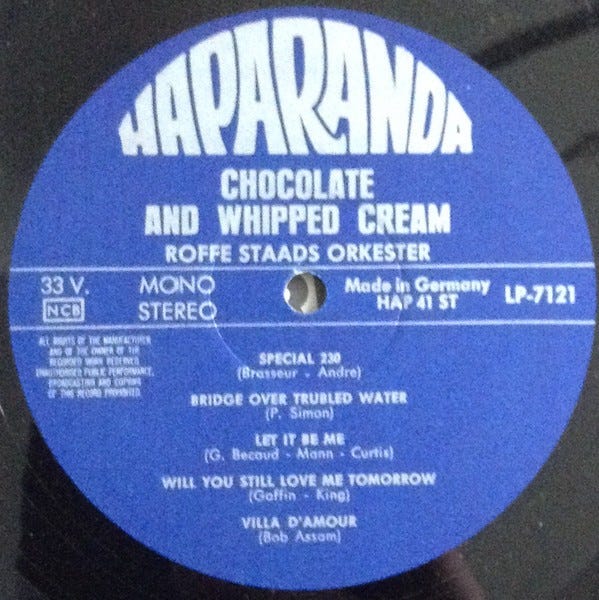 HAPARANDA
CHOCOLATE
AND WHIPPED CREAM
ROFFE STAADS ORKESTER
33 V.
NCB
MONO
STEREO
Made in Germany
HAP 41 ST
LP-7121
ALL RIGHTS OF THE MANUFACTURER
AND OF THE OWNER OF THE
RECORDED WORK RESERVED.
UNAUTHORISED PUBLIC PERFORMANCE,
BROADCASTING AND COPYING
OF THIS RECORD PROHIBITED.
SPECIAL 230
(Brasseur - Andre)
BRIDGE OVER TRUBLED WATER
(P. Simon)
LET IT BE ME
(G. Becaud - Mann - Curtis)
WILL YOU STILL LOVE ME TOMORROW
(Goffin - King)
VILLA D'AMOUR
(Bob Assam)